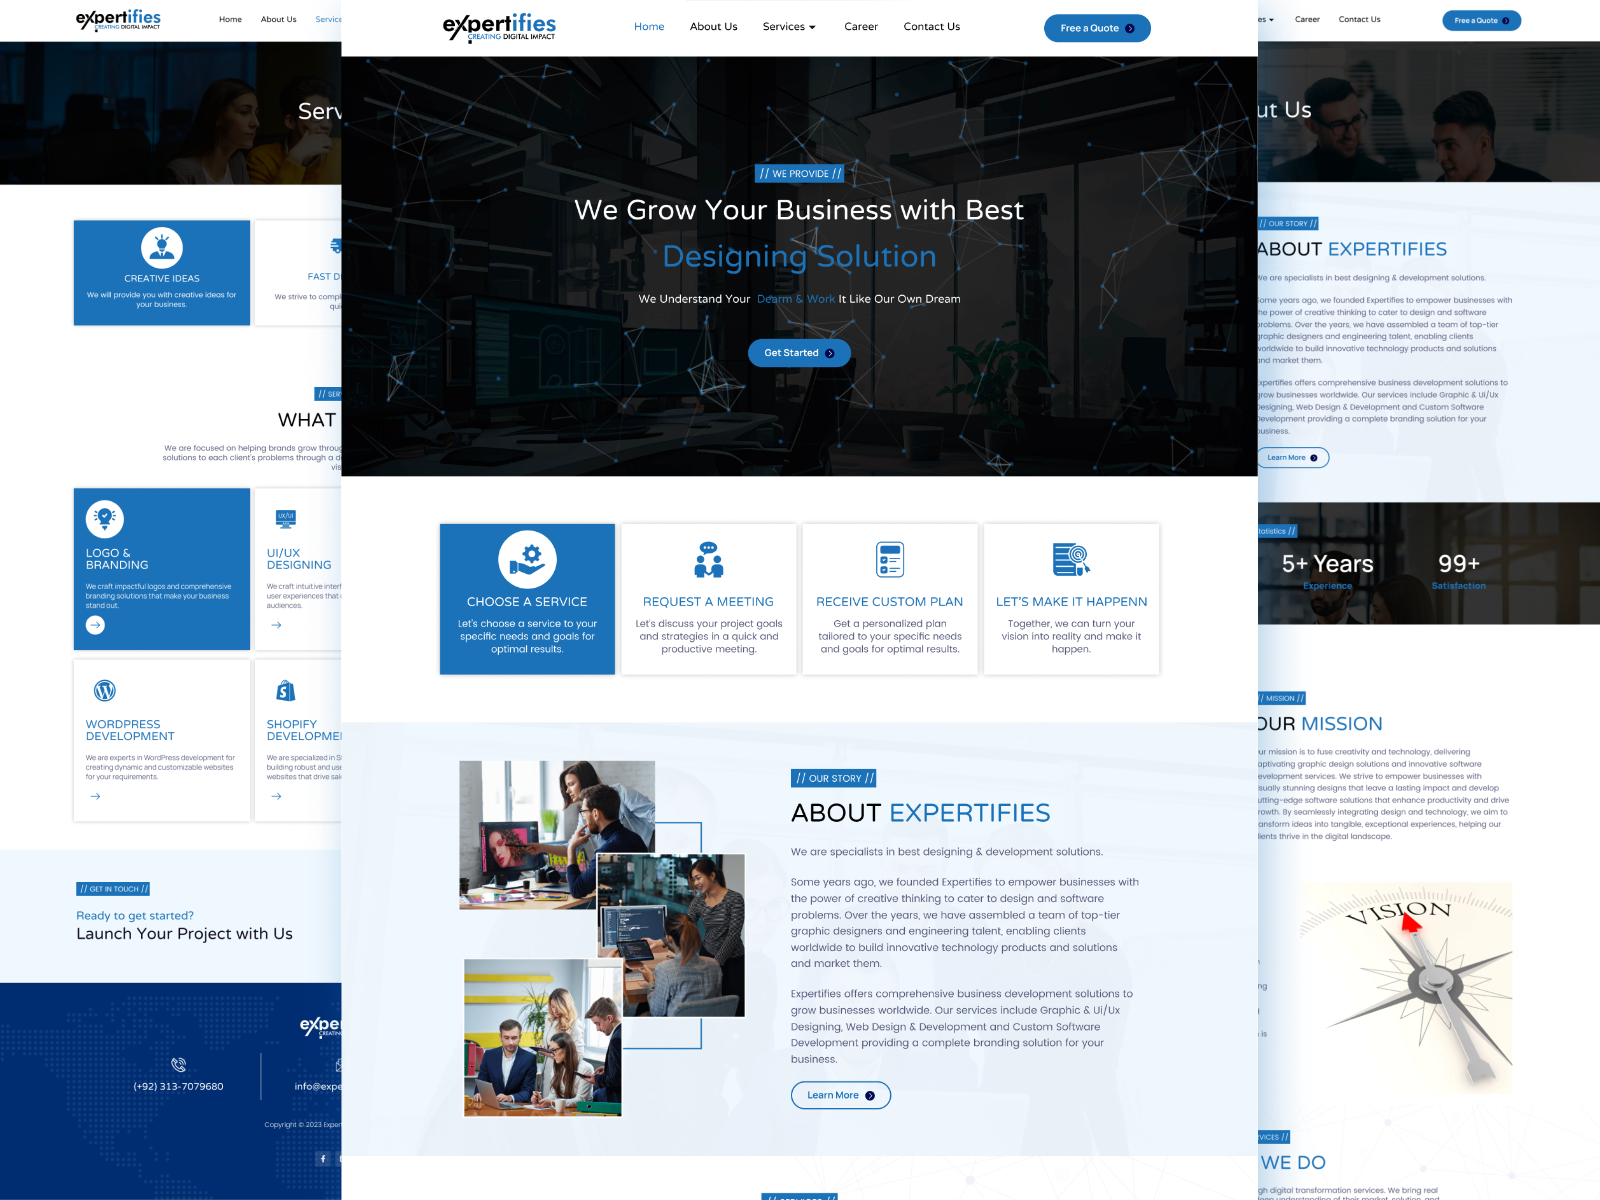 expertifies
CREATING DIGITAL IMPACT
Home
About Us
Services
Career
Contact Us
Free a Quote
// WE PROVIDE //
We Grow Your Business with Best
Designing Solution
We Understand Your Dearm & Work It Like Our Own Dream
Get Started
CHOOSE A SERVICE
Let's choose a service to your
specific needs and goals for
optimal results.
REQUEST A MEETING
Let's discuss your project goals
and strategies in a quick and
productive meeting.
RECEIVE CUSTOM PLAN
Get a personalized plan
tailored to your specific needs
and goals for optimal results.
LET'S MAKE IT HAPPENN
Together, we can turn your
vision into reality and make it
happen.
// OUR STORY //
ABOUT EXPERTIFIES
We are specialists in best designing & development solutions.
Some years ago, we founded Expertifies to empower businesses with
the power of creative thinking to cater to design and software
problems. Over the years, we have assembled a team of top-tier
graphic designers and engineering talent, enabling clients
worldwide to build innovative technology products and solutions
and market them.
Expertifies offers comprehensive business development solutions to
grow businesses worldwide. Our services include Graphic & Ui/Ux
Designing, Web Design & Development and Custom Software
Development providing a complete branding solution for your
business.
Learn More
expertifies
CREATING DIGITAL IMPACT
Home
About Us
Service
Serv
CREATIVE IDEAS
We will provide you with creative ideas for
your business.
FAST D
We strive to compl
qui
// SER
WHAT
We are focused on helping brands grow throug
solutions to each client's problems through a d
vis
LOGO &
BRANDING
We craft impactful logos and comprehensive
branding solutions that make your business
stand out.
UX/UI
UI/UX
DESIGNING
We craft intuitive interf
user experiences that
audiences.
WORDPRESS
DEVELOPMENT
We are experts in WordPress development for
creating dynamic and customizable websites
for your requirements.
SHOPIFY
DEVELOPME
We are specialized in S
building robust and use
websites that drive sal
// GET IN TOUCH //
Ready to get started?
Launch Your Project with Us
exper
CREATING
(+92) 313-7079680
info@expe
Copyright © 2023 Exper
es
Career
Contact Us
Free a Quote
ut Us
// OUR STORY //
ABOUT EXPERTIFIES
We are specialists in best designing & development solutions.
Some years ago, we founded Expertifies to empower businesses with
the power of creative thinking to cater to design and software
problems. Over the years, we have assembled a team of top-tier
graphic designers and engineering talent, enabling clients
worldwide to build innovative technology products and solutions
and market them.
Expertifies offers comprehensive business development solutions to
grow businesses worldwide. Our services include Graphic & Ui/Ux
Designing, Web Design & Development and Custom Software
Development providing a complete branding solution for your
business.
Learn More
tatistics //
5+ Years
Experience
99+
Satisfaction
// MISSION //
OUR MISSION
ur mission is to fuse creativity and technology, delivering
aptivating graphic design solutions and innovative software
evelopment services. We strive to empower businesses with
isually stunning designs that leave a lasting impact and develop
utting-edge software solutions that enhance productivity and drive
rowth. By seamlessly integrating design and technology, we aim to
ansform ideas into tangible, exceptional experiences, helping our
lients thrive in the digital landscape.
VISION
ng
is
VICES //
WE DO
gh digital transformation services. We bring real